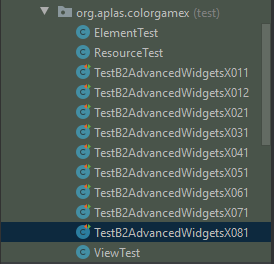 org.aplas.colorgamex (test)
ElementTest
ResourceTest
TestB2AdvancedWidgetsX011
TestB2AdvancedWidgetsX012
TestB2AdvancedWidgetsX021
TestB2AdvancedWidgetsX031
TestB2AdvancedWidgetsX041
TestB2AdvancedWidgetsX051
TestB2AdvancedWidgetsX061
TestB2AdvancedWidgetsX071
TestB2AdvancedWidgetsX081
ViewTest